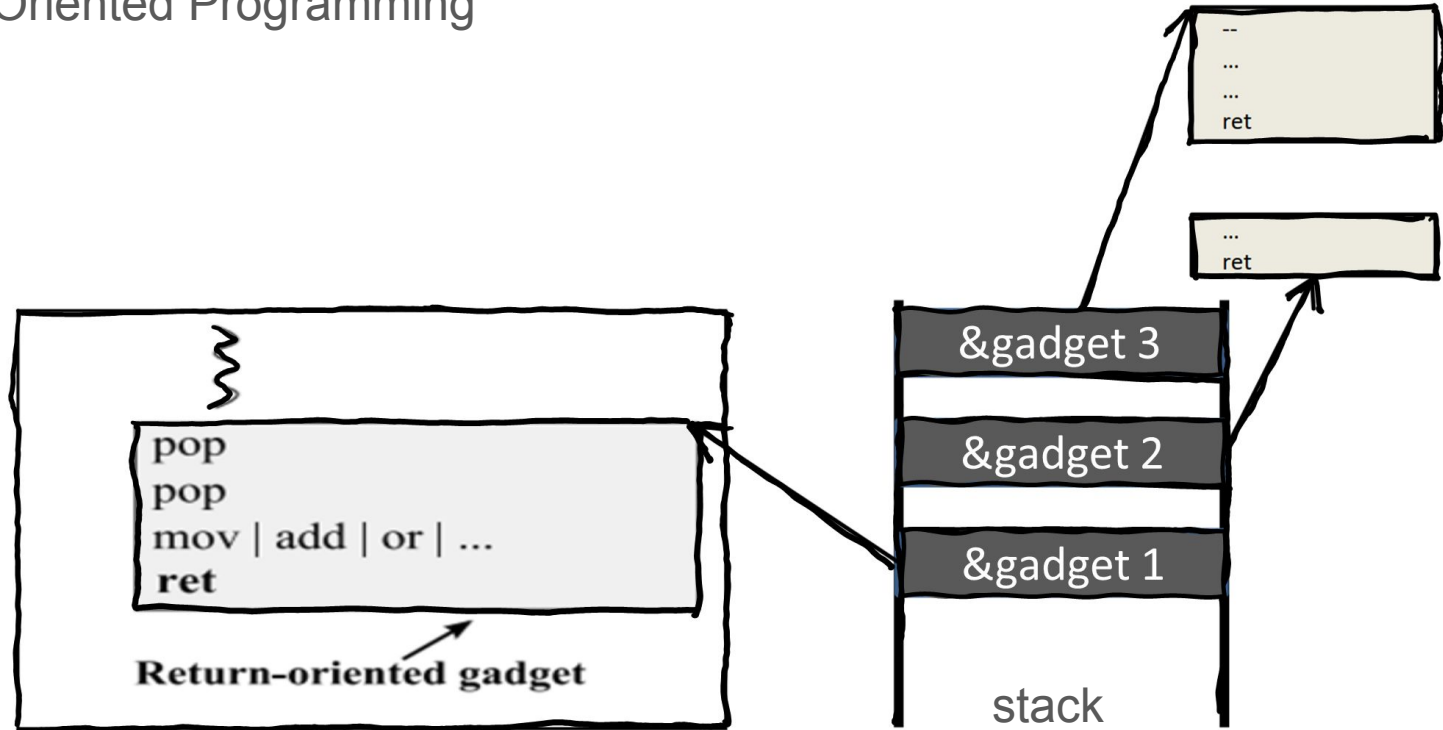 Oriented Programming
--
...
...
ret
...
ret
&gadget 3
&gadget 2
&gadget 1
stack
pop
pop
mov | add | or | ...
ret
Return-oriented gadget